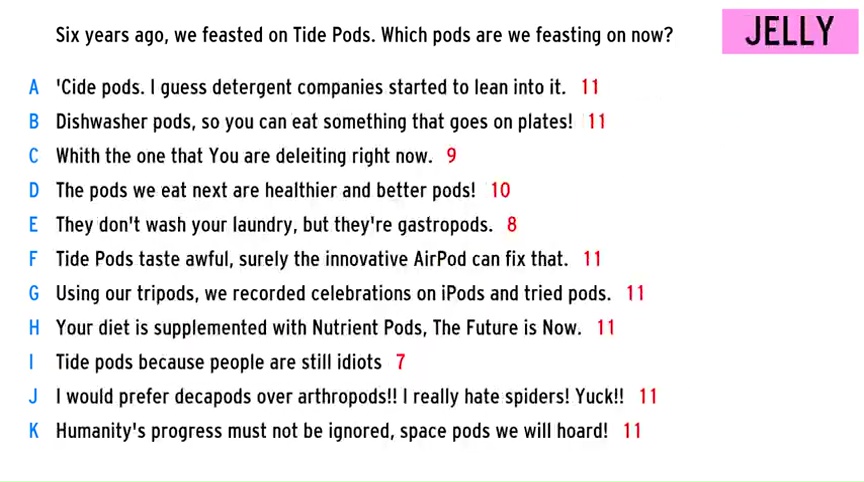 Six years ago, we feasted on Tide Pods. Which pods are we feasting on now?
JELLY
A 'Cide pods. I guess detergent companies started to lean into it. 11
B Dishwasher pods, so you can eat something that goes on plates! 11
C Whith the one that You are deleiting right now. 9
D The pods we eat next are healthier and better pods! 10
E They don't wash your laundry, but they're gastropods. 8
F Tide Pods taste awful, surely the innovative AirPod can fix that. 11
G Using our tripods, we recorded celebrations on iPods and tried pods. 11
H Your diet is supplemented with Nutrient Pods, The Future is Now. 11
I Tide pods because people are still idiots 7
J I would prefer decapods over arthropods!! I really hate spiders! Yuck!! 11
K Humanity's progress must not be ignored, space pods we will hoard! 11